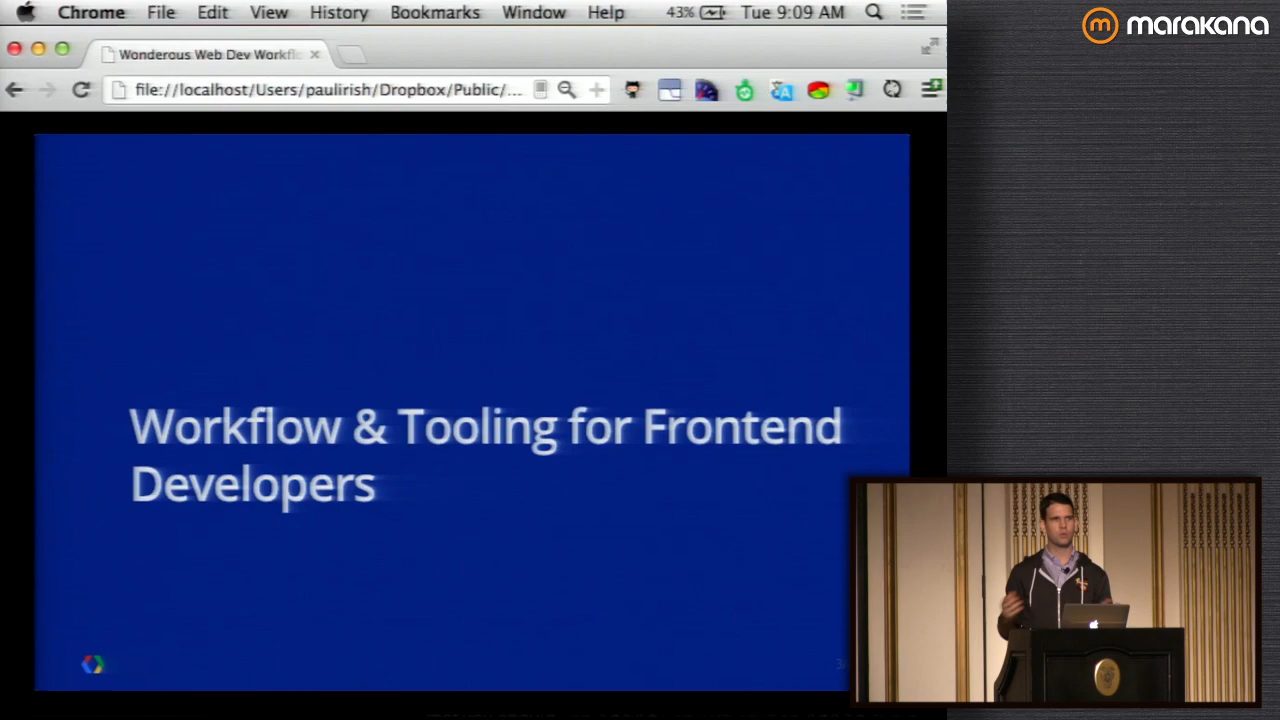 Chrome File Edit View History Bookmarks Window Help 43% Tue 9:09 AM
marakana
Wonderous Web Dev Workfl
file://localhost/Users/paulirish/Dropbox/Public/...
Workflow & Tooling for Frontend
Developers